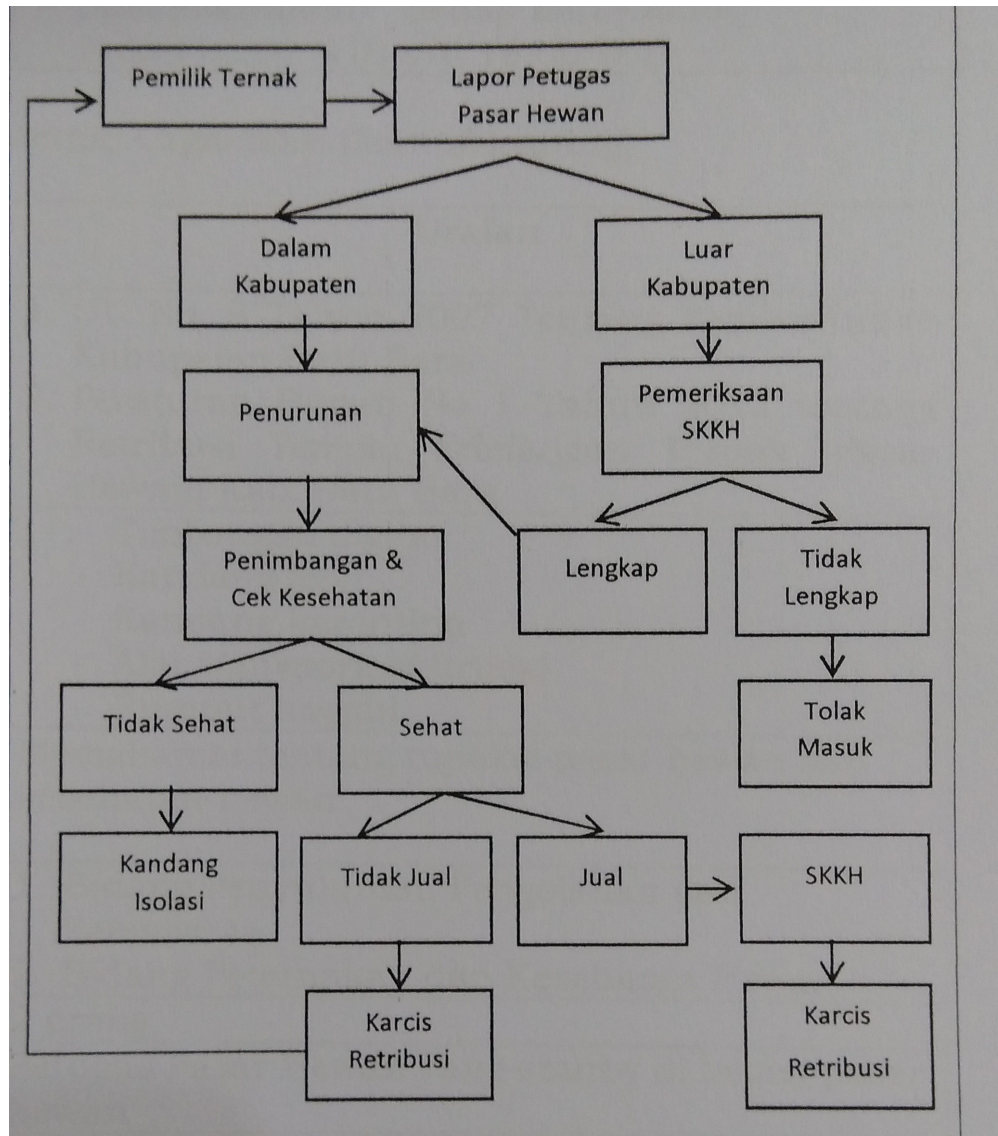 Pemilik Ternak
Lapor Petugas
Pasar Hewan
Dalam
Kabupaten
Luar
Kabupaten
Penurunan
Pemeriksaan
SKKH
Penimbangan &
Cek Kesehatan
Lengkap
Tidak
Lengkap
Tidak Sehat
Sehat
Tolak
Masuk
Kandang
Isolasi
Tidak Jual
Jual
SKKH
Karcis
Retribusi
Karcis
Retribusi